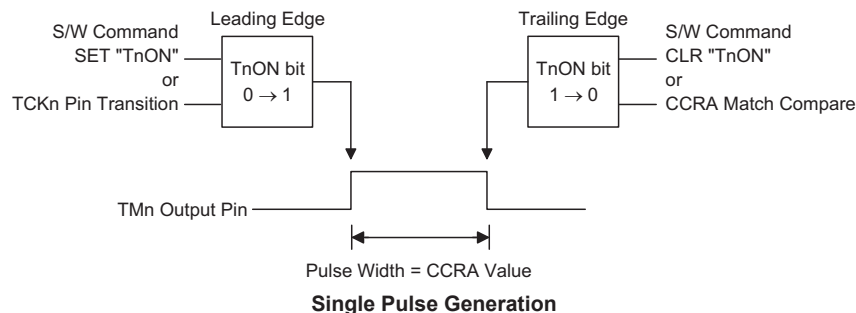 Leading Edge
S/W Command
SET "TnON"
or
TCKn Pin Transition
TnON bit
0 → 1
Trailing Edge
TnON bit
1 → 0
S/W Command
CLR "TnON"
or
CCRA Match Compare
TMn Output Pin
Pulse Width = CCRA Value
Single Pulse Generation